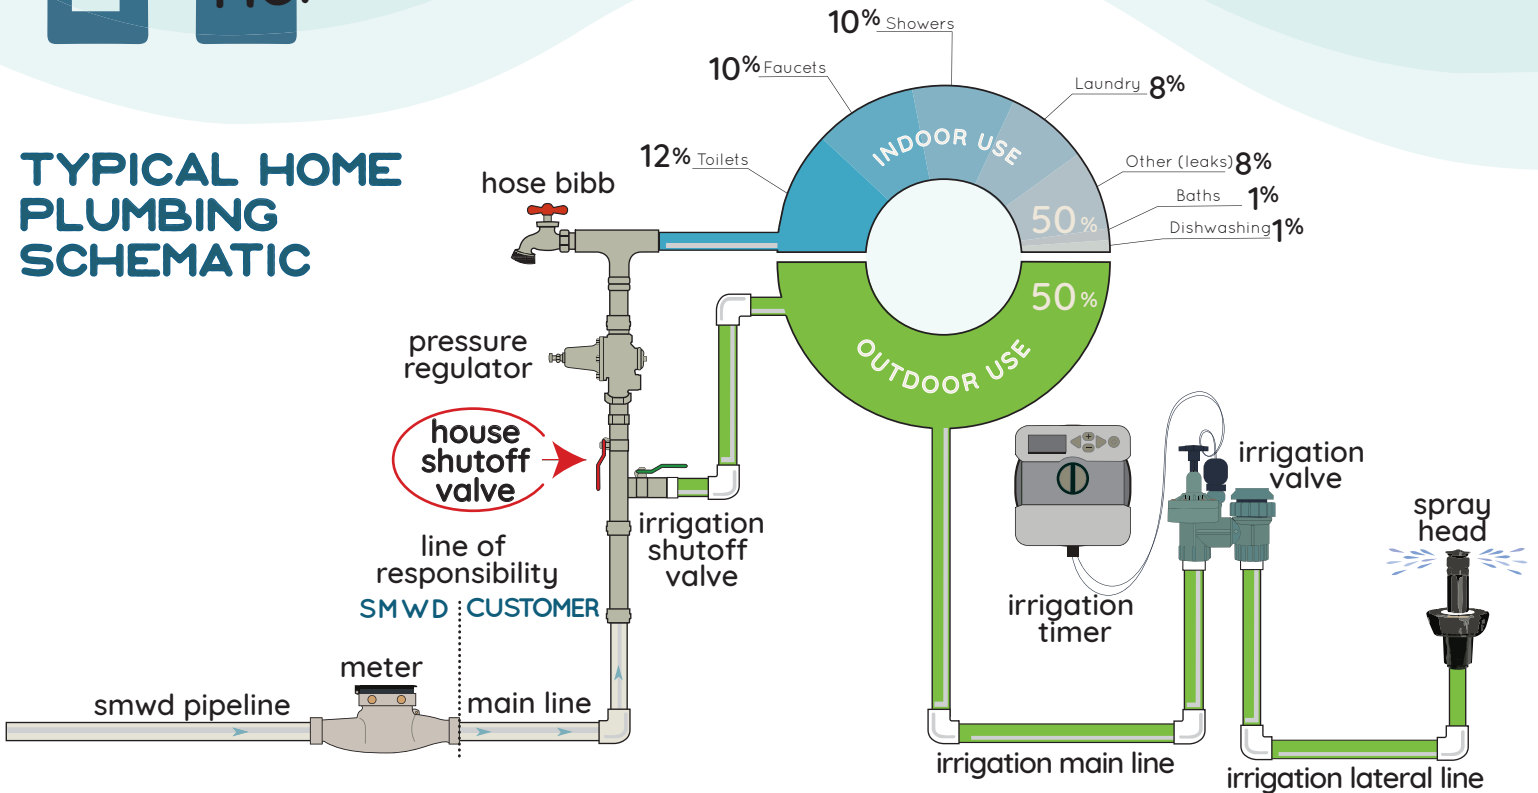 TYPICAL HOME
PLUMBING
SCHEMATIC
10% Showers
10% Faucets
Laundry 8%
12% Toilets
Other (leaks) 8%
Baths 1%
Dishwashing 1%
INDOOR USE
50%
50%
OUTDOOR USE
hose bibb
pressure
regulator
house
shutoff
valve
irrigation
shutoff
valve
line of
responsibility
SMWD
CUSTOMER
meter
smwd pipeline
main line
irrigation
timer
irrigation
valve
spray
head
irrigation main line
irrigation lateral line